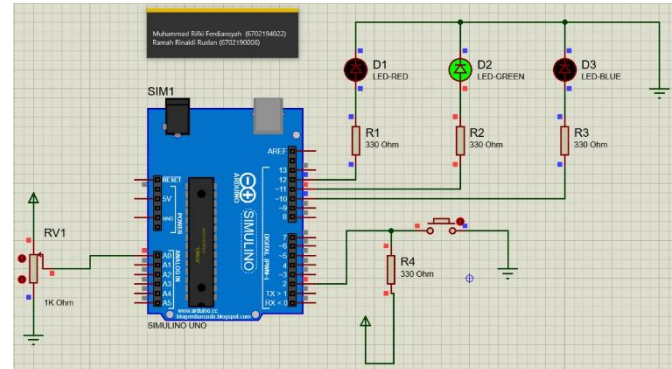 Muhammad Rifki Ferdiansyah (6702194022)
Ramah Rinaldi Ruslan (6702190006)
D1
LED-RED
D2
LED-GREEN
D3
LED-BLUE
SIM1
R1
330 Ohm
R2
330 Ohm
R3
330 Ohm
AREF
13
12
~11
~10
~9
8
RESET
5V
GND
POWER
ARDUINO
SIMULINO
ANALOG IN
DIGITAL (PWM~)
A0
A1
A2
A3
A4
A5
7
~6
~5
4
~3
2
TX > 1
RX < 0
www.arduino.cc
blogembarcado.blogspot.com
SIMULINO UNO
RV1
1K Ohm
R4
330 Ohm